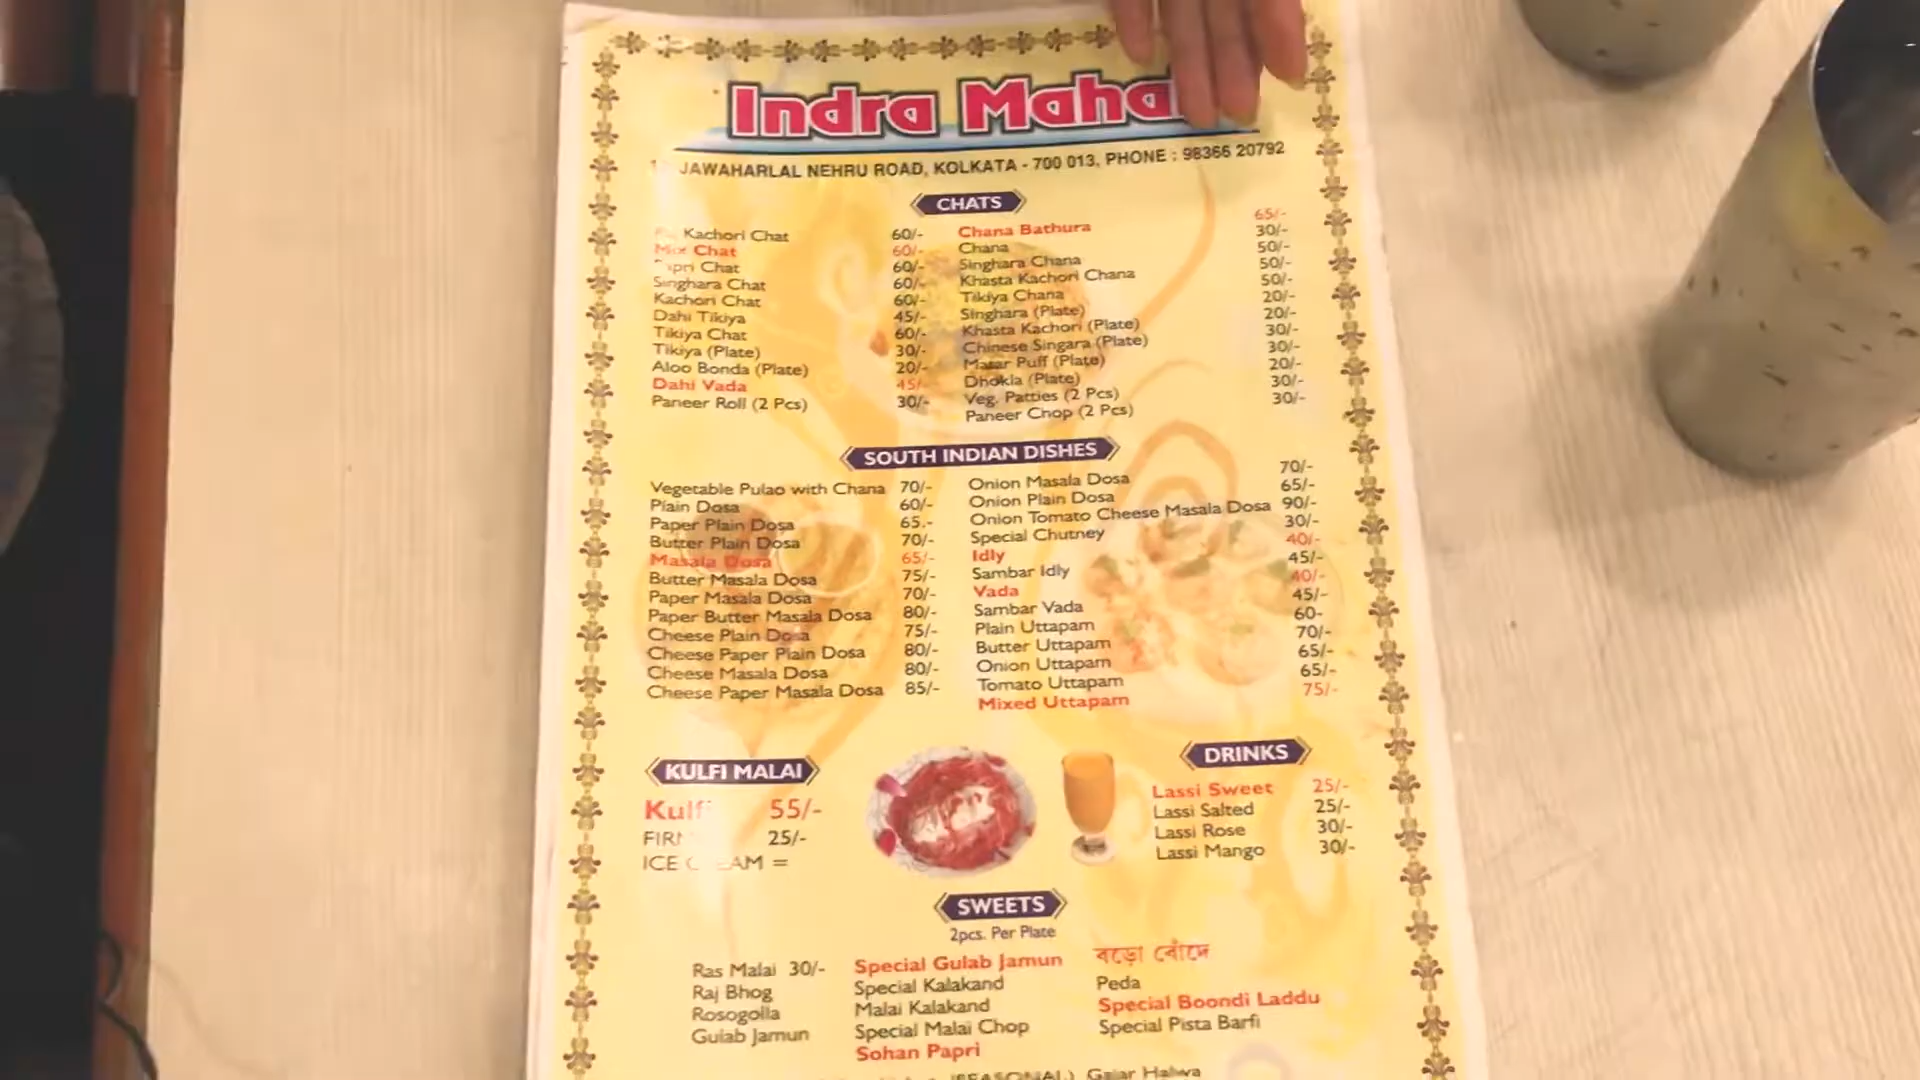 Indra Maha
JAWAHARLAL NEHRU ROAD, KOLKATA - 700 013, PHONE : 98366 20792
CHATS
Kachori Chat 60/-
Mix Chat 60/-
Chat 60/-
Singhara Chat 60/-
Kachori Chat 60/-
Dahi Tikiya 45/-
Tikiya Chat 60/-
Tikiya (Plate) 30/-
Aloo Bonda (Plate) 20/-
Dahi Vada 45/-
Paneer Roll (2 Pcs) 30/-
Chana Bathura 65/-
Chana 30/-
Singhara Chana 50/-
Khasta Kachori Chana 50/-
Tikiya Chana 50/-
Singhara (Plate) 20/-
Khasta Kachori (Plate) 20/-
Chinese Singara (Plate) 30/-
Matar Puff (Plate) 30/-
Dhokla (Plate) 20/-
Veg. Patties (2 Pcs) 30/-
Paneer Chop (2 Pcs) 30/-
SOUTH INDIAN DISHES
Vegetable Pulao with Chana 70/-
Plain Dosa 60/-
Paper Plain Dosa 65.-
Butter Plain Dosa 70/-
Masala Dosa 65/-
Butter Masala Dosa 75/-
Paper Masala Dosa 70/-
Paper Butter Masala Dosa 80/-
Cheese Plain Dosa 75/-
Cheese Paper Plain Dosa 80/-
Cheese Masala Dosa 80/-
Cheese Paper Masala Dosa 85/-
Onion Masala Dosa 70/-
Onion Plain Dosa 65/-
Onion Tomato Cheese Masala Dosa 90/-
Special Chutney 30/-
Idly 40/-
Sambar Idly 45/-
Vada 40/-
Sambar Vada 45/-
Plain Uttapam 60-
Butter Uttapam 70/-
Onion Uttapam 65/-
Tomato Uttapam 65/-
Mixed Uttapam 75/-
KULFI MALAI
Kulfi 55/-
25/-
ICE =
DRINKS
Lassi Sweet 25/-
Lassi Salted 25/-
Lassi Rose 30/-
Lassi Mango 30/-
SWEETS
2pcs. Per Plate
Ras Malai 30/-
Raj Bhog
Rosogolla
Gulab Jamun
Special Gulab Jamun
Special Kalakand
Malai Kalakand
Special Malai Chop
Sohan Papri
বড়ো বোঁদে
Peda
Special Boondi Laddu
Special Pista Barfi
(SEASONAL) Gajar Halwa